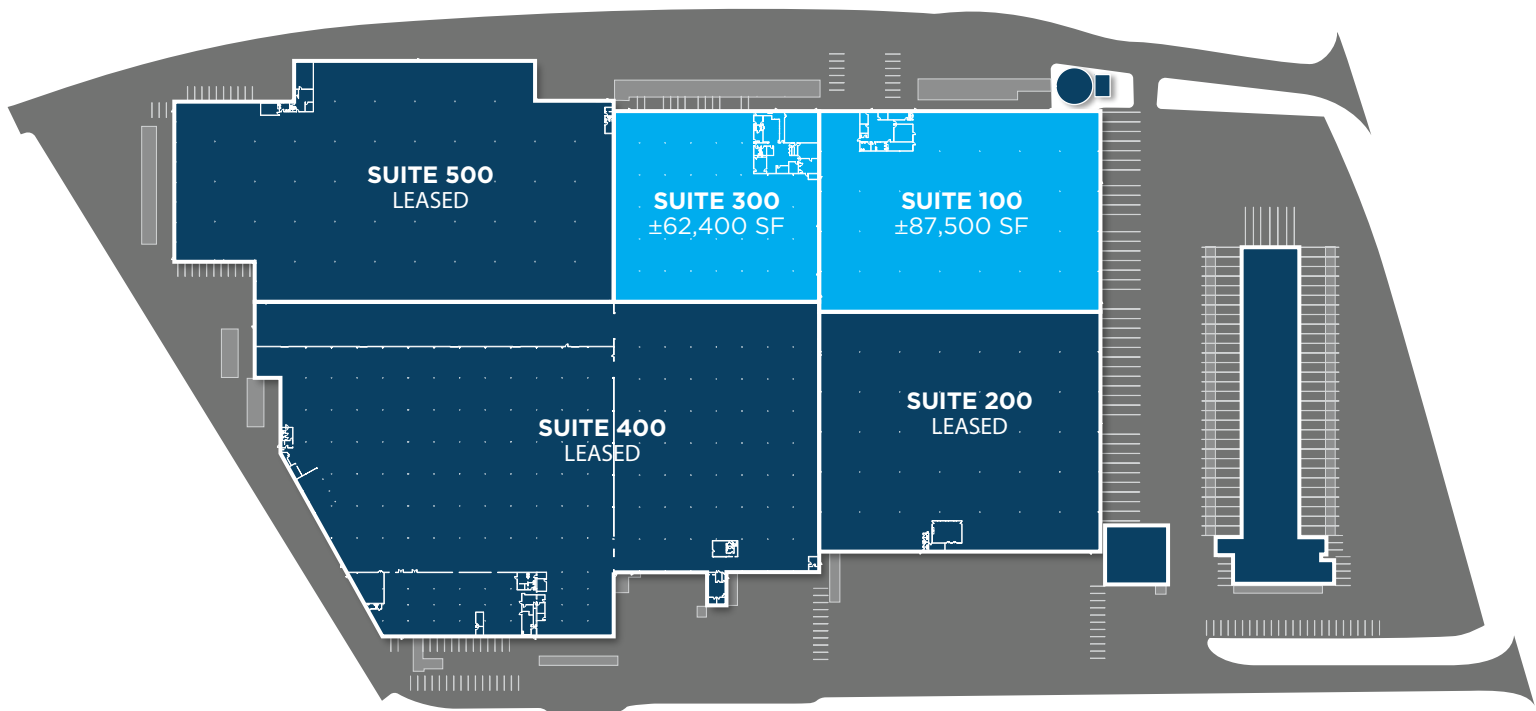 SUITE 500
LEASED
SUITE 300
±62,400 SF
SUITE 100
±87,500 SF
SUITE 400
LEASED
SUITE 200
LEASED